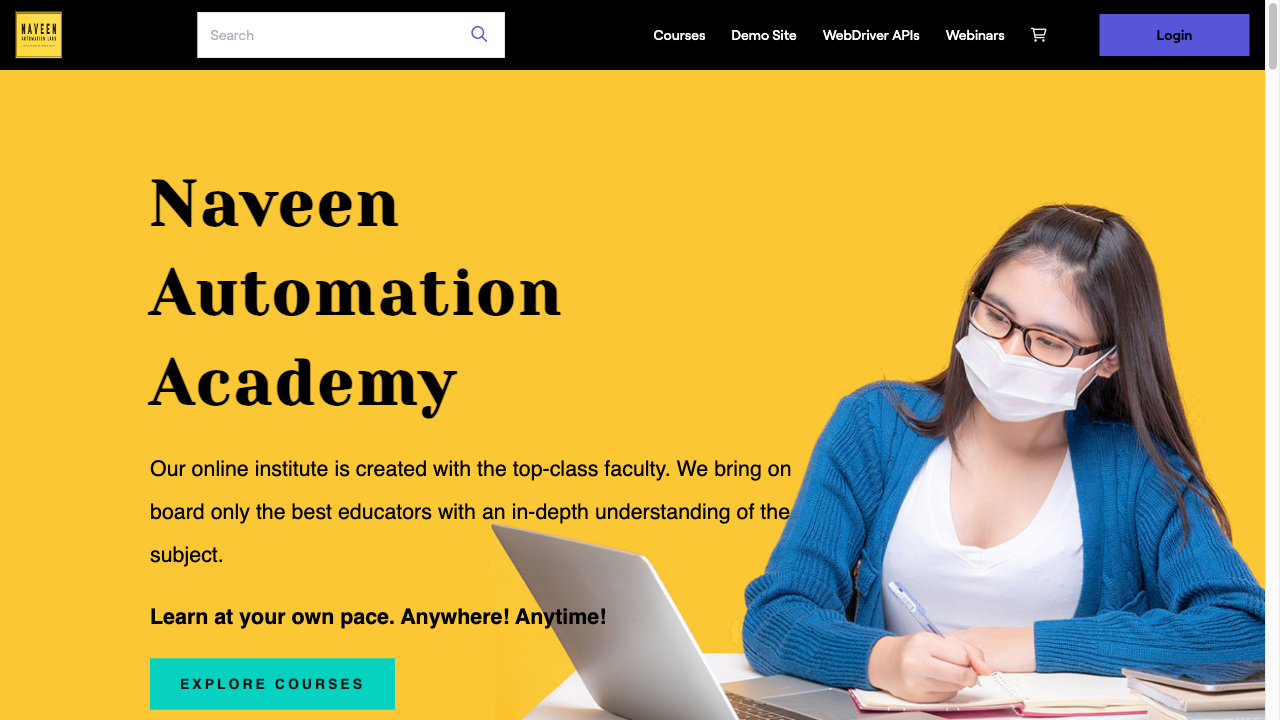 NAVEEN
AUTOMATION LABS
Search
Courses
Demo Site
WebDriver APIs
Webinars
Login
Naveen
Automation
Academy
Our online institute is created with the top-class faculty. We bring on
board only the best educators with an in-depth understanding of the
subject.
Learn at your own pace. Anywhere! Anytime!
EXPLORE COURSES